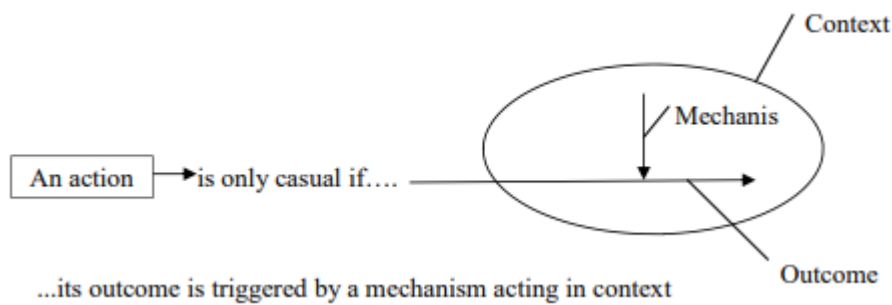 Context
Mechanis
An action
is only casual if….
Outcome
...its outcome is triggered by a mechanism acting in context